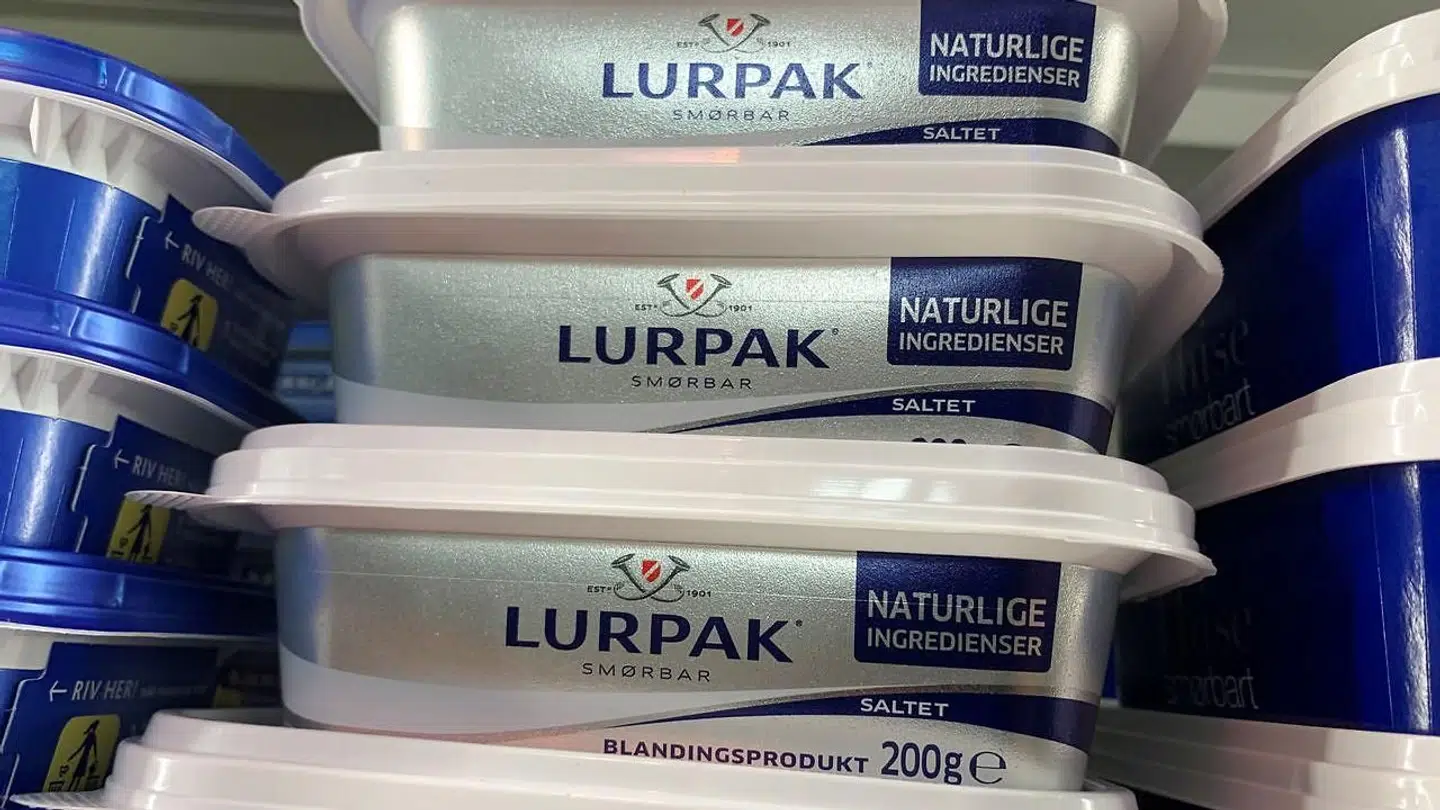 EST° 1901
LURPAK°
SMØRBAR
NATURLIGE
INGREDIENSER
SALTET
EST° 1901
LURPAK°
SMØRBAR
NATURLIGE
INGREDIENSER
SALTET
EST° 1901
LURPAK°
SMØRBAR
NATURLIGE
INGREDIENSER
SALTET
BLANDINGSPRODUKT 200g ℮
← RIV HER!
← RIV HER!
← RIV HER!
smørbart
smørbart